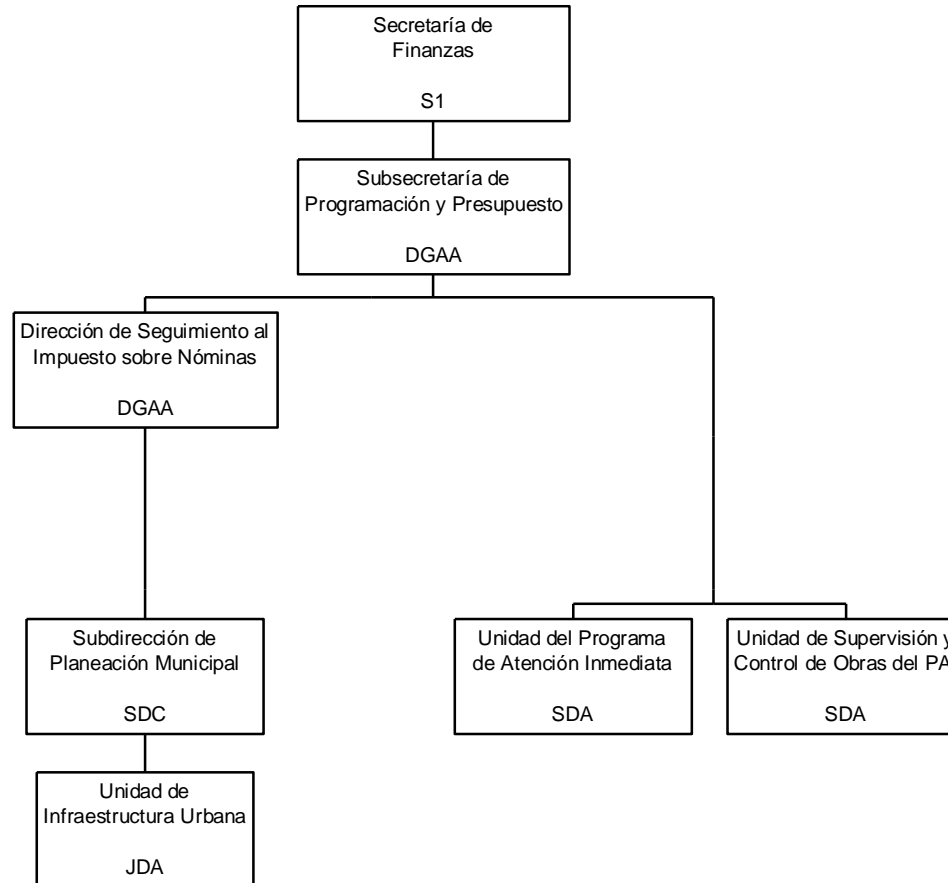 Secretaría de
Finanzas
S1
Subsecretaría de
Programación y Presupuesto
DGAA
Dirección de Seguimiento al
Impuesto sobre Nóminas
DGAA
Subdirección de
Planeación Municipal
SDC
Unidad del Programa
de Atención Inmediata
SDA
Unidad de Supervisión y
Control de Obras del
SDA
Unidad de
Infraestructura Urbana
JDA